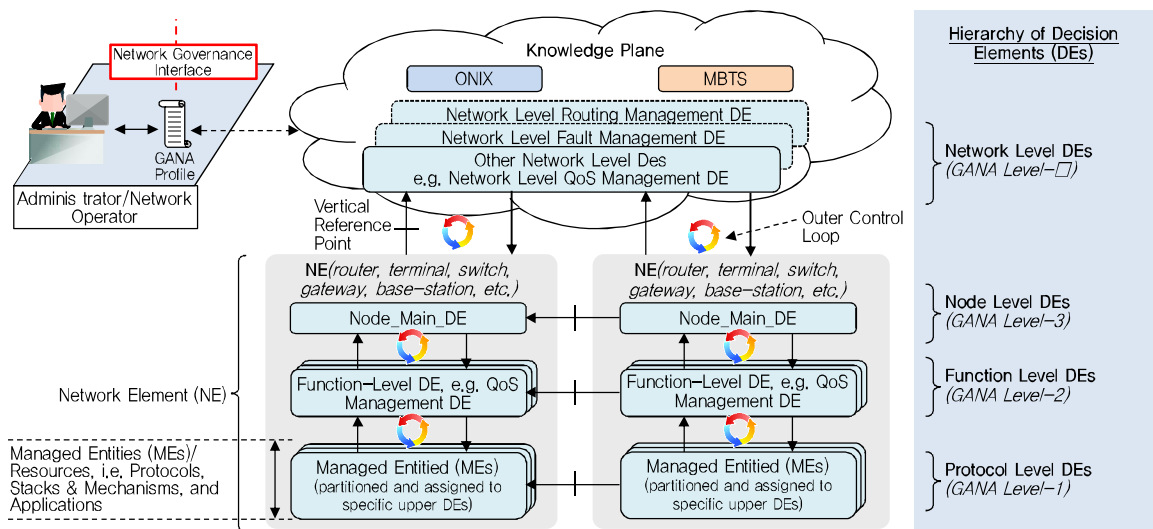 Network Governance
Interface
GANA
Profile
Adminis trator/Network
Operator
Knowledge Plane
ONIX
MBTS
Network Level Routing Management DE
Network Level Fault Management DE
Other Network Level Des
e.g. Network Level QoS Management DE
Vertical
Reference
Point
Outer Control
Loop
NE(router, terminal, switch,
gateway, base-station, etc.)
Node_Main_DE
Function-Level DE, e.g. QoS
Management DE
Managed Entitied (MEs)
(partitioned and assigned to
specific upper DEs)
NE(router, terminal, switch,
gateway, base-station, etc.)
Node_Main_DE
Function-Level DE, e.g. QoS
Management DE
Managed Entitied (MEs)
(partitioned and assigned to
specific upper DEs)
Network Element (NE)
Managed Entities (MEs)/
Resources, i.e, Protocols,
Stacks & Mechanisms, and
Applications
Hierarchy of Decision
Elements (DEs)
Network Level DEs
(GANA Level-□)
Node Level DEs
(GANA Level-3)
Function Level DEs
(GANA Level-2)
Protocol Level DEs
(GANA Level-1)